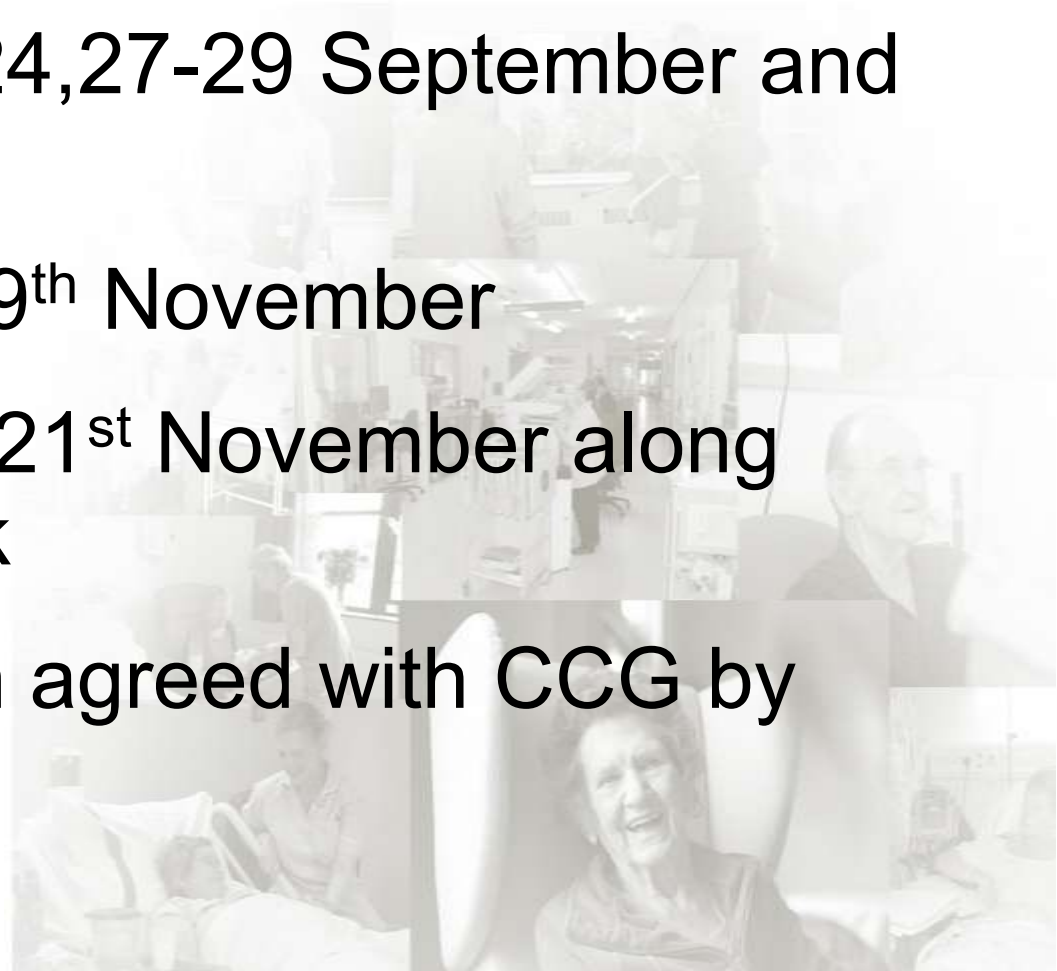 24,27-29 September and
9th November
21st November along
agreed with CCG by